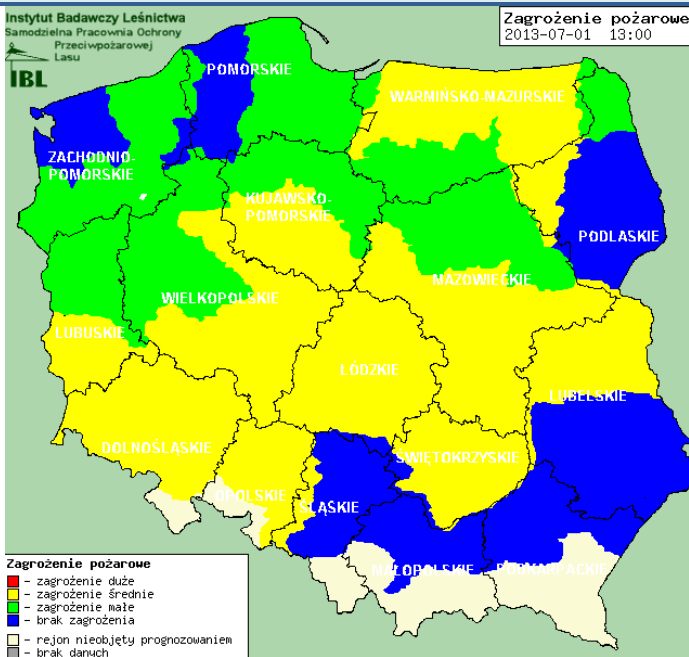 Instytut Badawczy Leśnictwa
Samodzielna Pracownia Ochrony
Przeciwpożarowej
Lasu
IBL
Zagrożenie pożarowe
2013-07-01 13:00
POMORSKIE
WARMIŃSKO-MAZURSKIE
ZACHODNIO-
POMORSKIE
KUJAWSKO-
POMORSKIE
PODLASKIE
MAZOWIECKIE
WIELKOPOLSKIE
LUBUSKIE
ŁÓDZKIE
LUBELSKIE
DOLNOŚLĄSKIE
ŚWIĘTOKRZYSKIE
OPOLSKIE
ŚLĄSKIE
MAŁOPOLSKIE
PODKARPACKIE
Zagrożenie pożarowe
- zagrożenie duże
- zagrożenie średnie
- zagrożenie małe
- brak zagrożenia
- rejon nieobjęty prognozowaniem
- brak danych